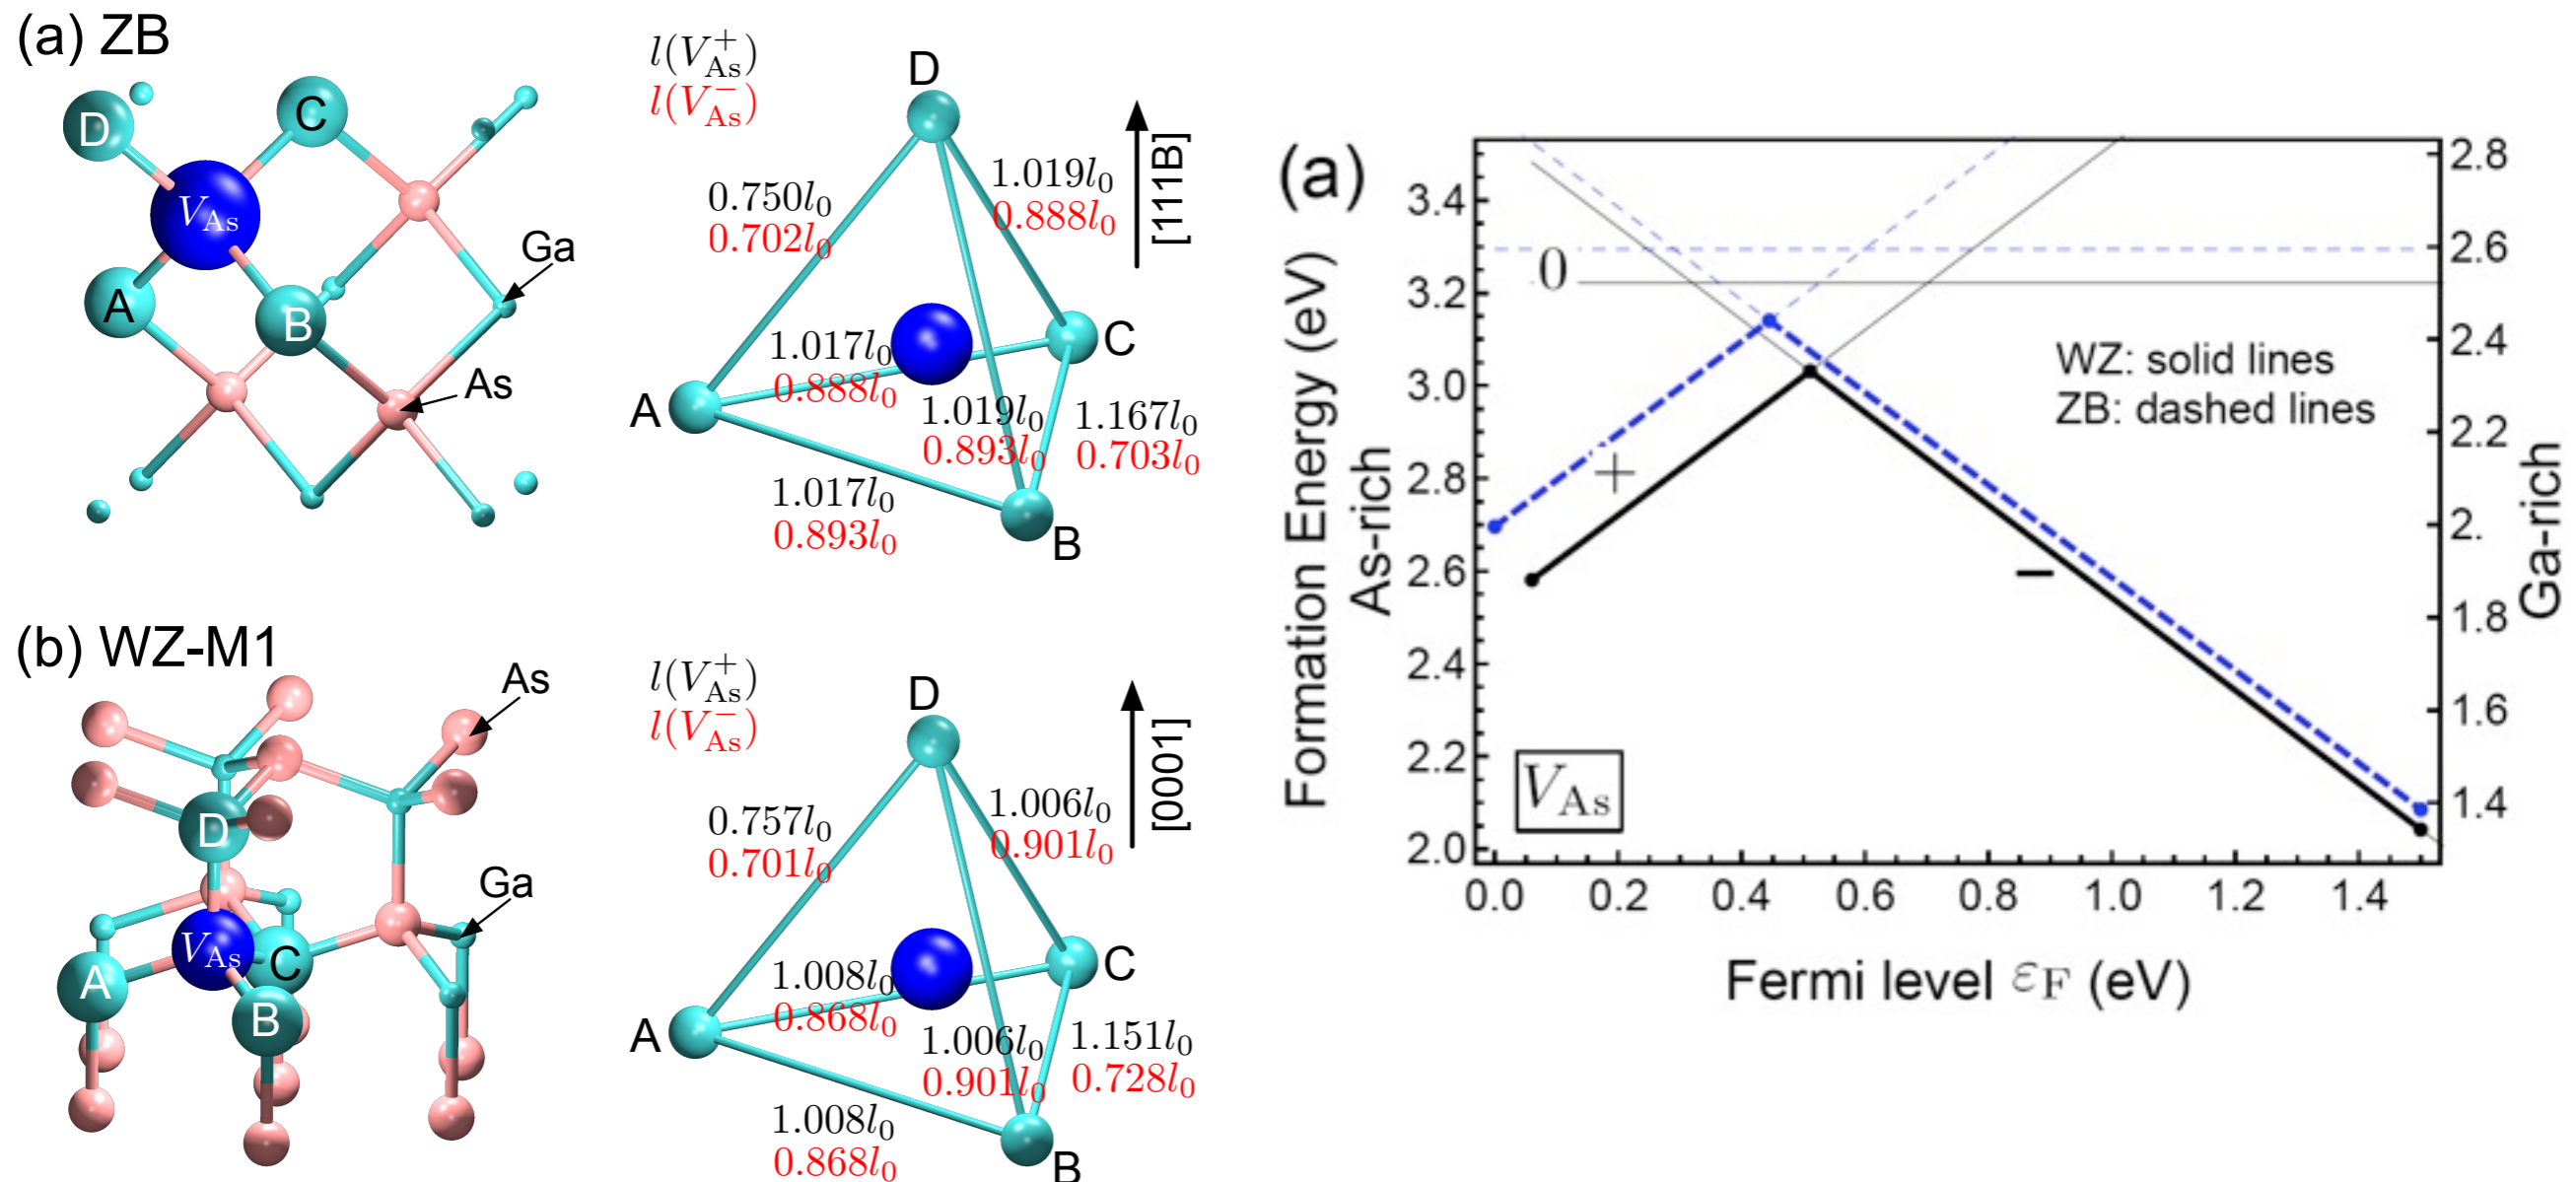 (a) ZB
D
C
V_As
A
B
Ga
As
l(V_As^+)
l(V_As^-)
D
[111B]
0.750l_0
0.702l_0
1.019l_0
0.888l_0
1.017l_0
0.888l_0
C
A
1.019l_0
0.893l_0
1.167l_0
0.703l_0
1.017l_0
0.893l_0
B
(b) WZ-M1
As
D
Ga
V_As
C
A
B
l(V_As^+)
l(V_As^-)
D
[0001]
0.757l_0
0.701l_0
1.006l_0
0.901l_0
1.008l_0
0.868l_0
C
A
1.006l_0
0.901l_0
1.151l_0
0.728l_0
1.008l_0
0.868l_0
B
(a)
Formation Energy (eV)
As-rich
3.4
3.2
3.0
2.8
2.6
2.4
2.2
2.0
0
+
−
WZ: solid lines
ZB: dashed lines
V_As
2.8
2.6
2.4
2.2
2.
1.8
1.6
1.4
Ga-rich
0.0 0.2 0.4 0.6 0.8 1.0 1.2 1.4
Fermi level ε_F (eV)